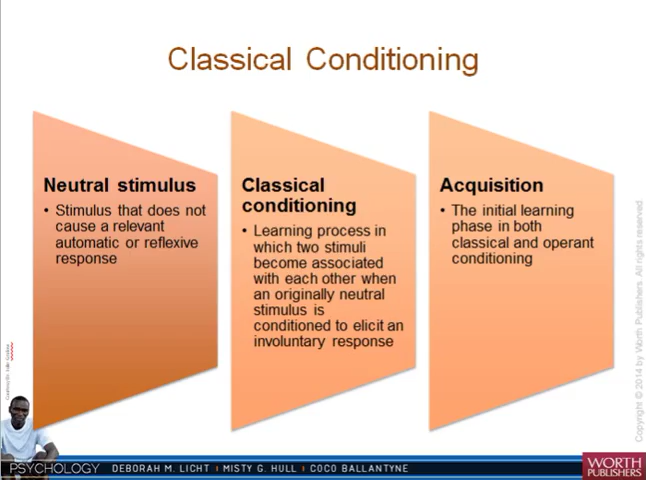 Classical Conditioning
Neutral stimulus
• Stimulus that does not
cause a relevant
automatic or reflexive
response
Classical
conditioning
• Learning process in
which two stimuli
become associated
with each other when
an originally neutral
stimulus is
conditioned to elicit an
involuntary response
Acquisition
• The initial learning
phase in both
classical and operant
conditioning
Copyright © 2014 by Worth Publishers. All rights reserved
PSYCHOLOGY DEBORAH M. LICHT | MISTY G. HULL | COCO BALLANTYNE
WORTH
PUBLISHERS